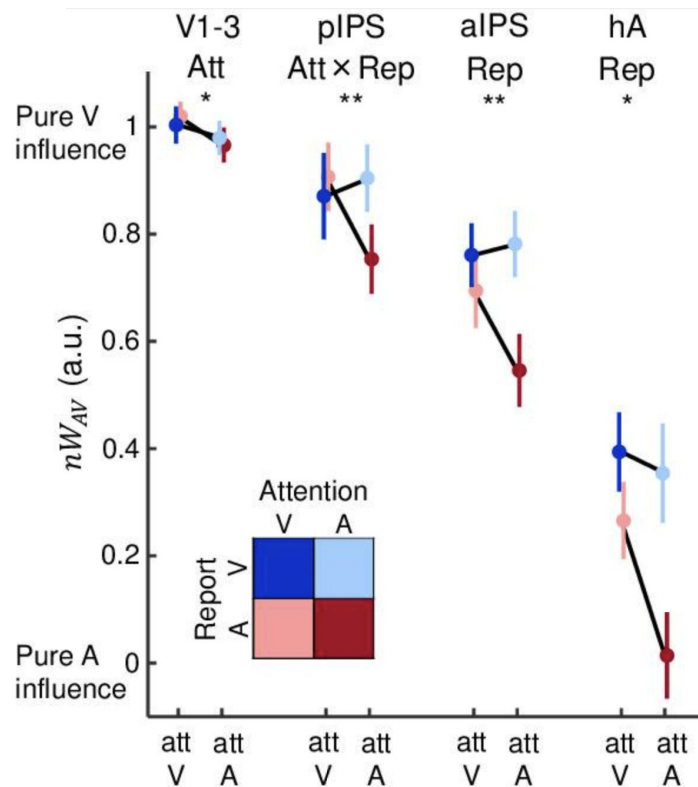 V1-3 pIPS aIPS hA
Att Att × Rep Rep Rep
* ** ** *
Pure V
influence
1
0.8
0.6
0.4
0.2
0
Pure A
influence
nW_AV (a.u.)
Attention
V A
Report
V
A
att att att att att att att att
V A V A V A V A